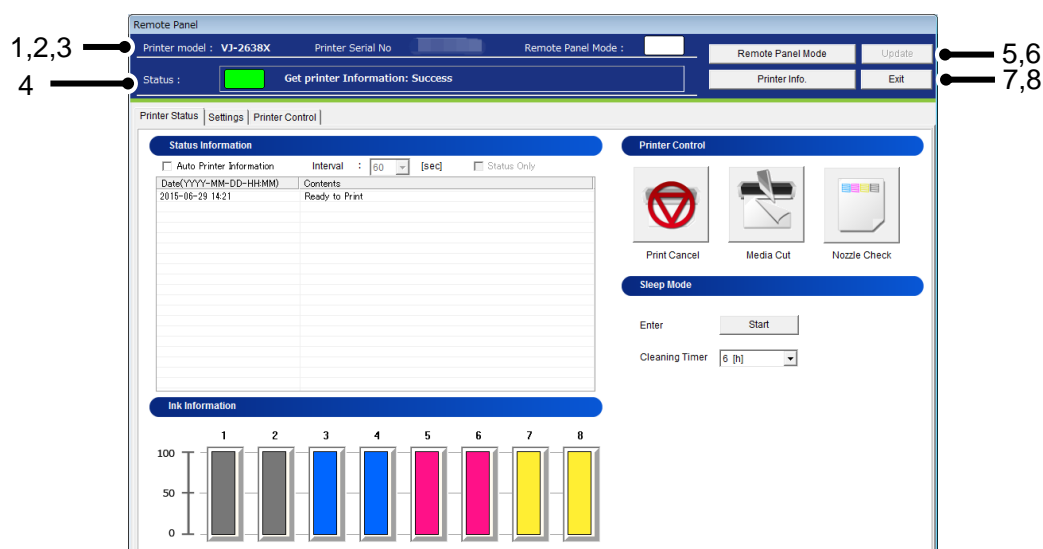 Remote Panel
1,2,3
Printer model : VJ-2638X Printer Serial No Remote Panel Mode :
Remote Panel Mode Update
5,6
4
Status : Get printer Information: Success
Printer Info. Exit
7,8
Printer Status Settings Printer Control
Status Information
Auto Printer Information Interval : 60 [sec] Status Only
Date(YYYY-MM-DD-HH:MM) Contents
2015-06-29 14:21 Ready to Print
Printer Control
Print Cancel Media Cut Nozzle Check
Sleep Mode
Enter Start
Cleaning Timer 6 [h]
Ink Information
1 2 3 4 5 6 7 8
100
50
0